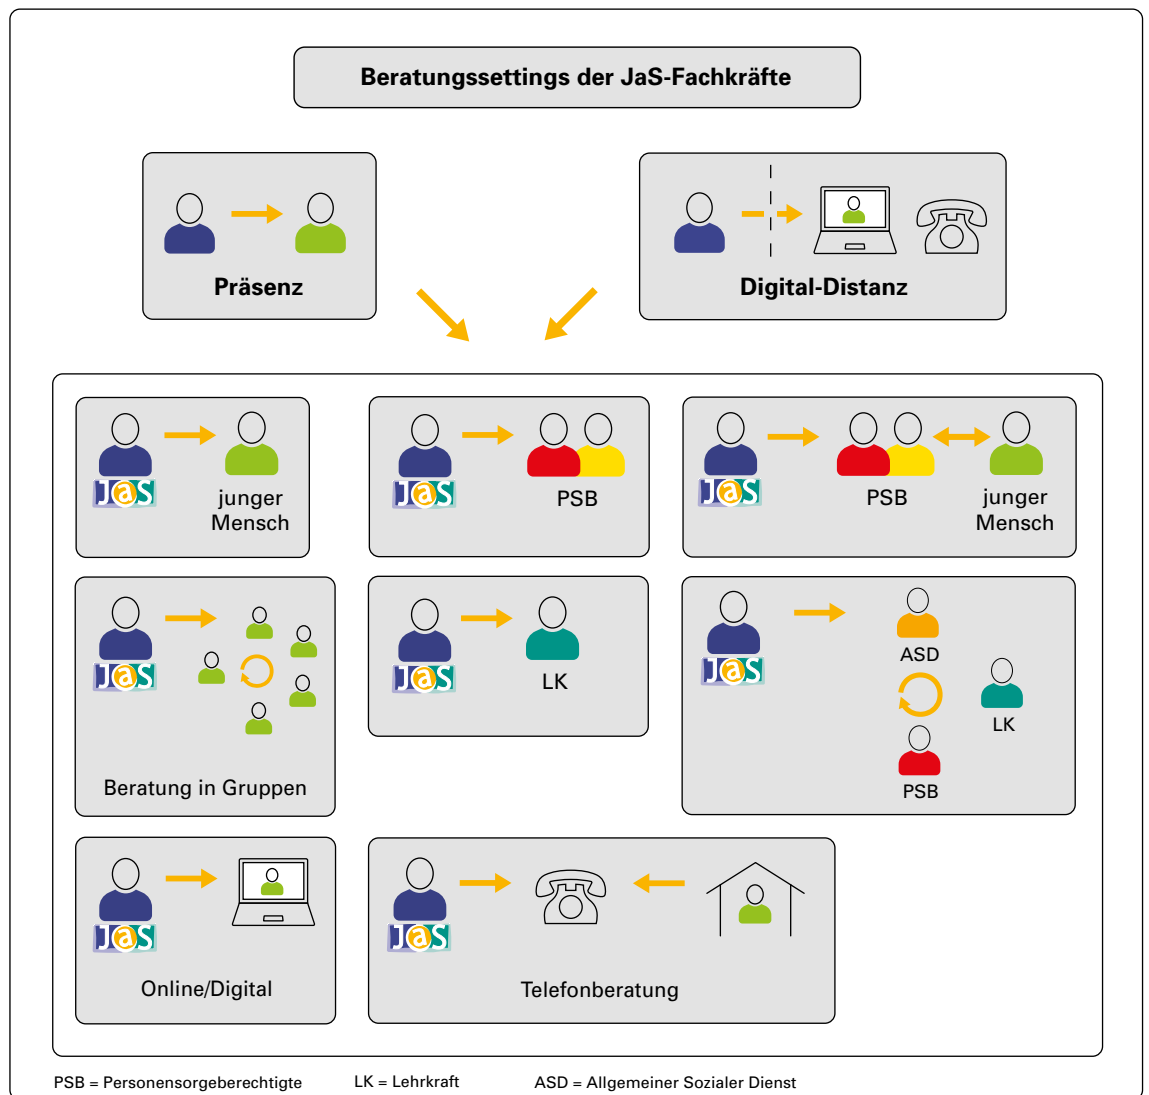 Beratungssettings der JaS-Fachkräfte
Präsenz
Digital-Distanz
JaS
junger
Mensch
JaS
PSB
JaS
PSB
junger
Mensch
JaS
Beratung in Gruppen
JaS
LK
JaS
ASD
LK
PSB
JaS
Online/Digital
JaS
Telefonberatung
PSB = Personensorgeberechtigte
LK = Lehrkraft
ASD = Allgemeiner Sozialer Dienst